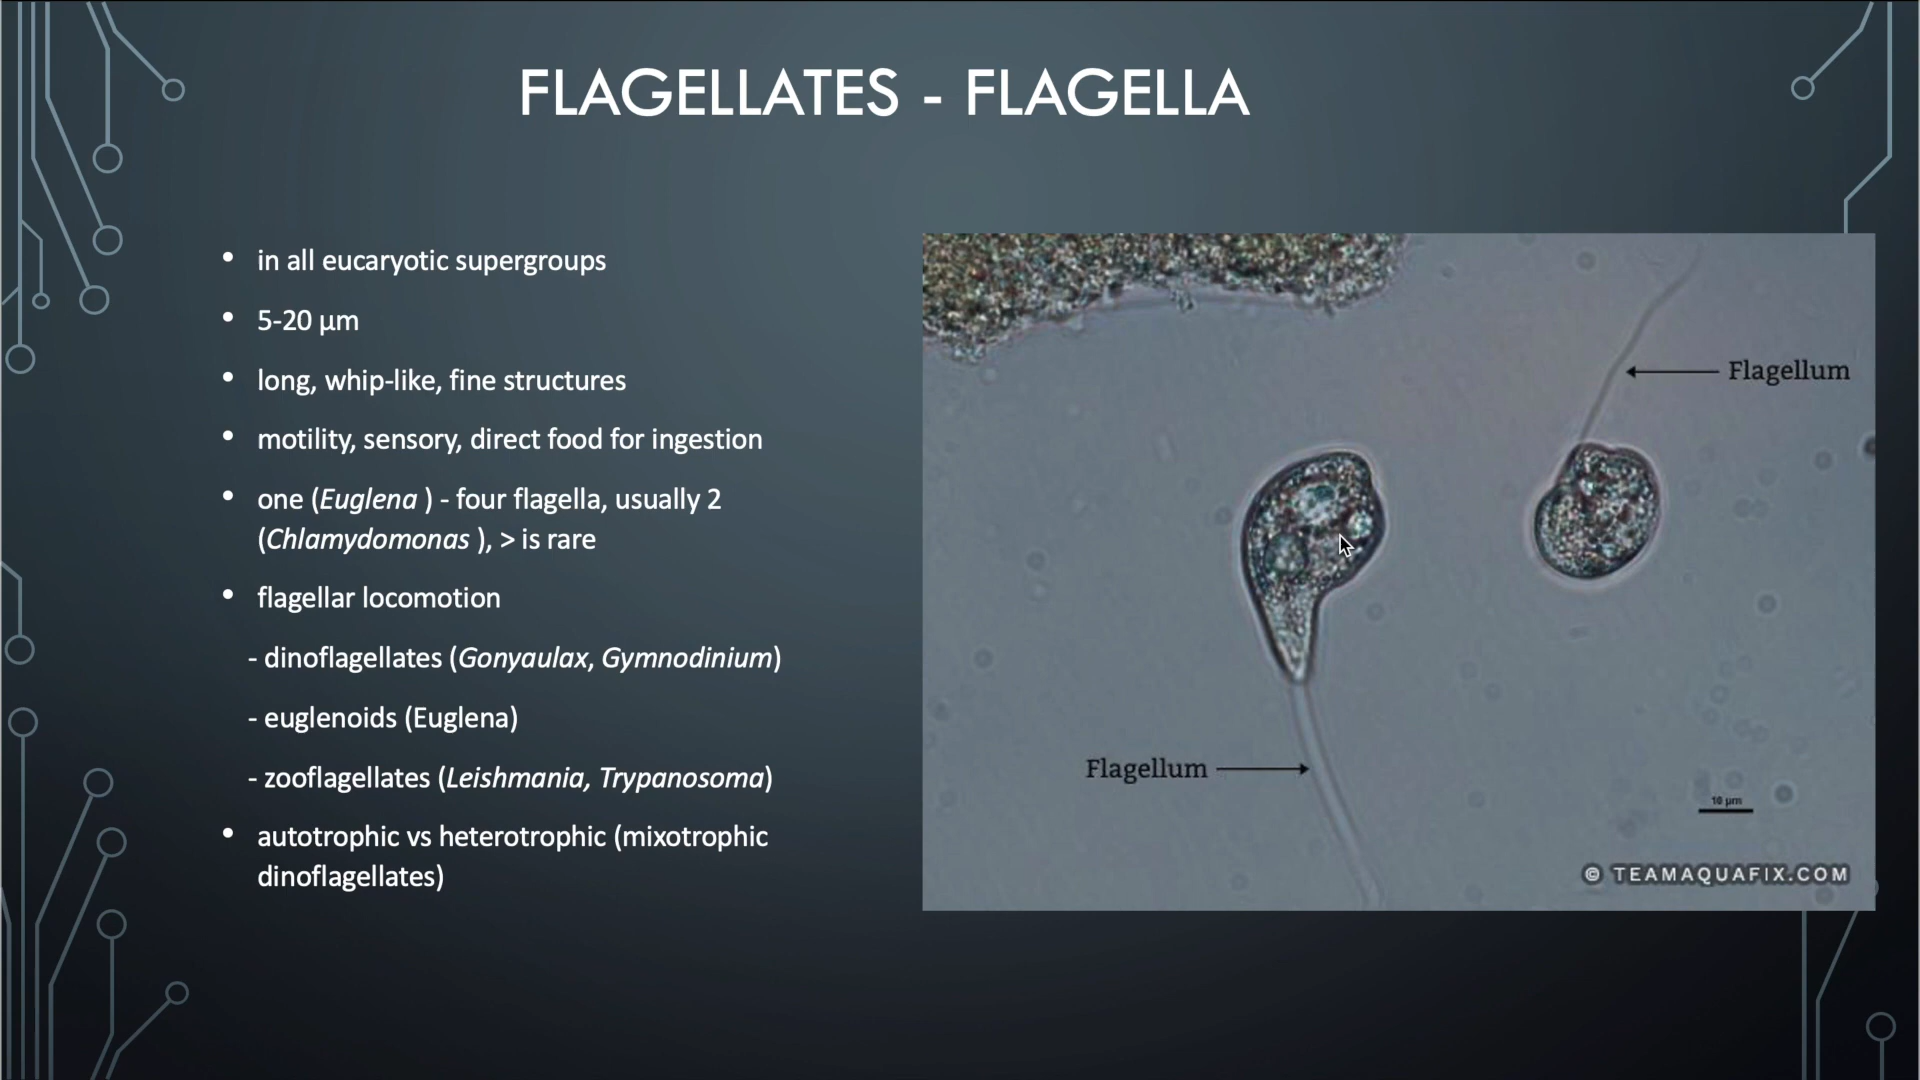 FLAGELLATES - FLAGELLA
• in all eucaryotic supergroups
• 5-20 µm
• long, whip-like, fine structures
• motility, sensory, direct food for ingestion
• one (Euglena ) - four flagella, usually 2
(Chlamydomonas ), > is rare
• flagellar locomotion
- dinoflagellates (Gonyaulax, Gymnodinium)
- euglenoids (Euglena)
- zooflagellates (Leishmania, Trypanosoma)
• autotrophic vs heterotrophic (mixotrophic
dinoflagellates)
Flagellum
Flagellum
10 µm
© TEAMAQUAFIX.COM